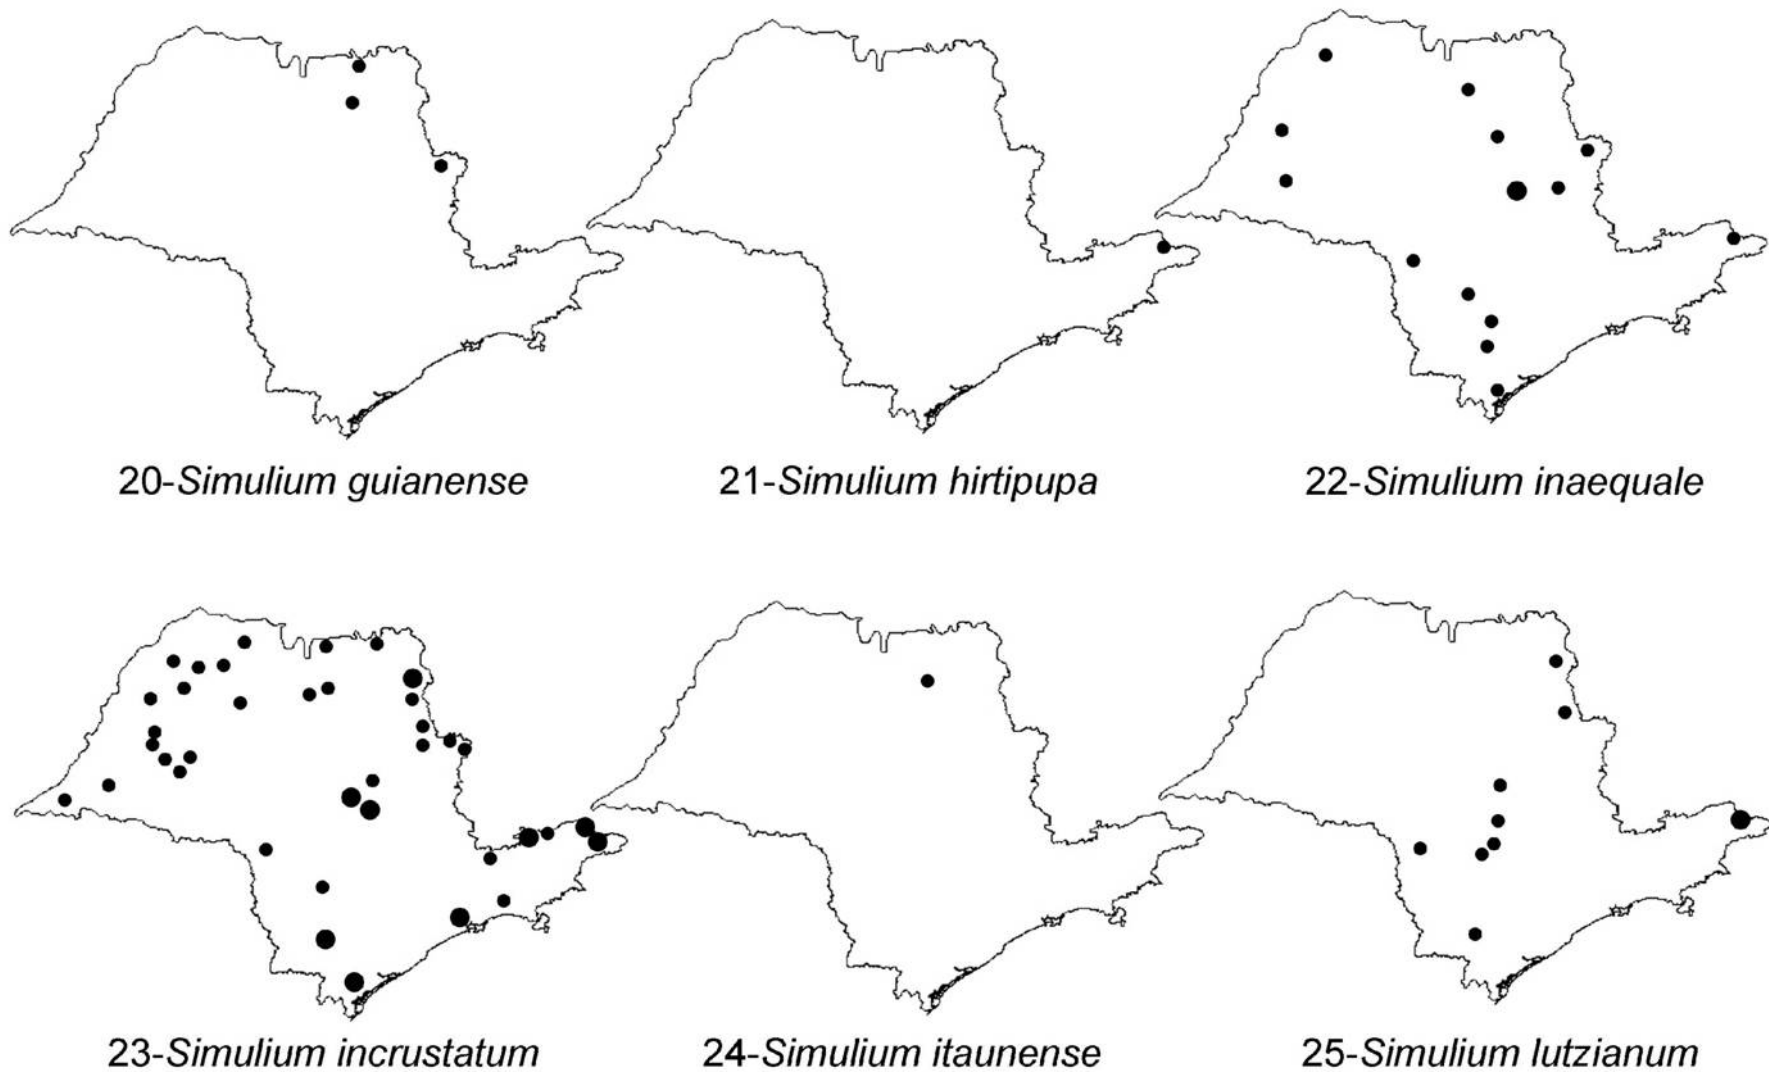 20-Simulium guianense
21-Simulium hirtipupa
22-Simulium inaequale
23-Simulium incrustatum
24-Simulium itaunense
25-Simulium lutzianum